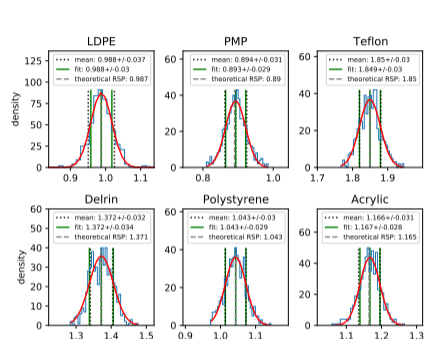 LDPE PMP Teflon
mean: 0.988+/-0.037 mean: 0.894+/-0.031 mean: 1.85+/-0.03
fit: 0.988+/-0.03 fit: 0.893+/-0.029 fit: 1.849+/-0.03
theoretical RSP: 0.987 theoretical RSP: 0.89 theoretical RSP: 1.85
density
125
100
75
50
25
0
0.9 1.0 1.1
60
40
20
0
0.8 1.0
60
40
20
0
1.7 1.8 1.9
Delrin Polystyrene Acrylic
mean: 1.372+/-0.032 mean: 1.043+/-0.03 mean: 1.166+/-0.031
fit: 1.372+/-0.034 fit: 1.043+/-0.029 fit: 1.167+/-0.028
theoretical RSP: 1.371 theoretical RSP: 1.043 theoretical RSP: 1.165
density
60
50
40
30
20
10
0
1.3 1.4 1.5
60
40
20
0
0.9 1.0 1.1
60
40
20
0
1.1 1.2 1.3